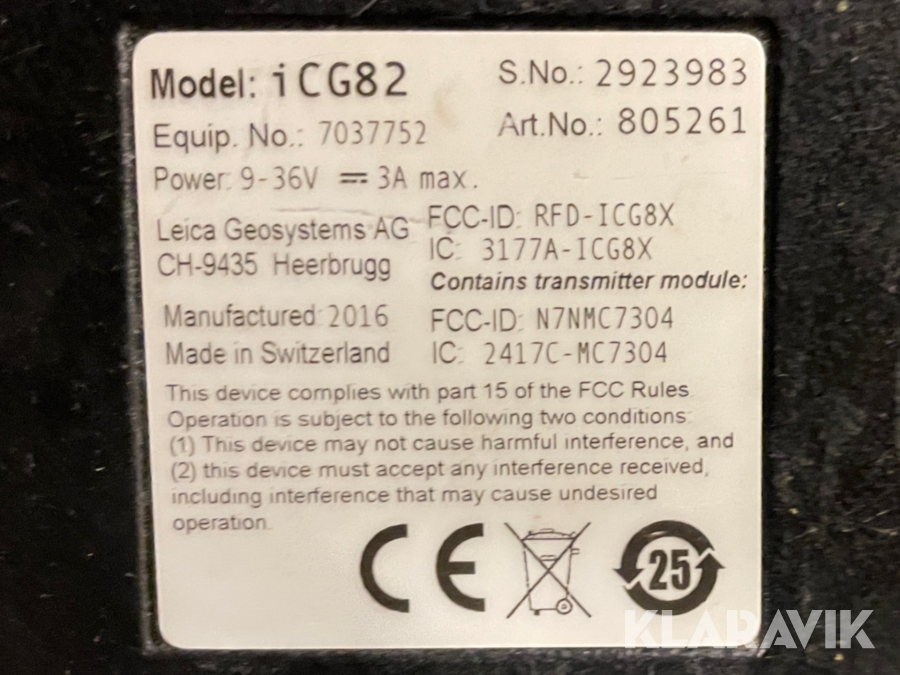 Model: iCG82
S.No.: 2923983
Equip. No.: 7037752
Art.No.: 805261
Power: 9-36V ⎓ 3A max.
Leica Geosystems AG
CH-9435 Heerbrugg
FCC-ID: RFD-ICG8X
IC: 3177A-ICG8X
Contains transmitter module:
Manufactured 2016
FCC-ID: N7NMC7304
Made in Switzerland
IC: 2417C-MC7304
This device complies with part 15 of the FCC Rules.
Operation is subject to the following two conditions:
(1) This device may not cause harmful interference, and
(2) this device must accept any interference received,
including interference that may cause undesired
operation.
CE
25
KLARAVIK